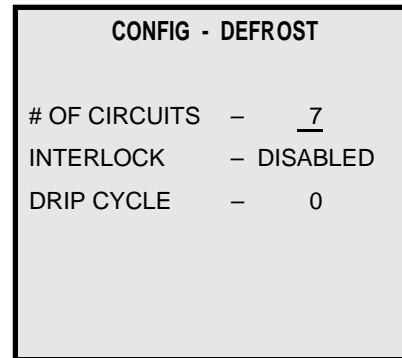 CONFIG - DEFROST
# OF CIRCUITS – 7
INTERLOCK – DISABLED
DRIP CYCLE – 0